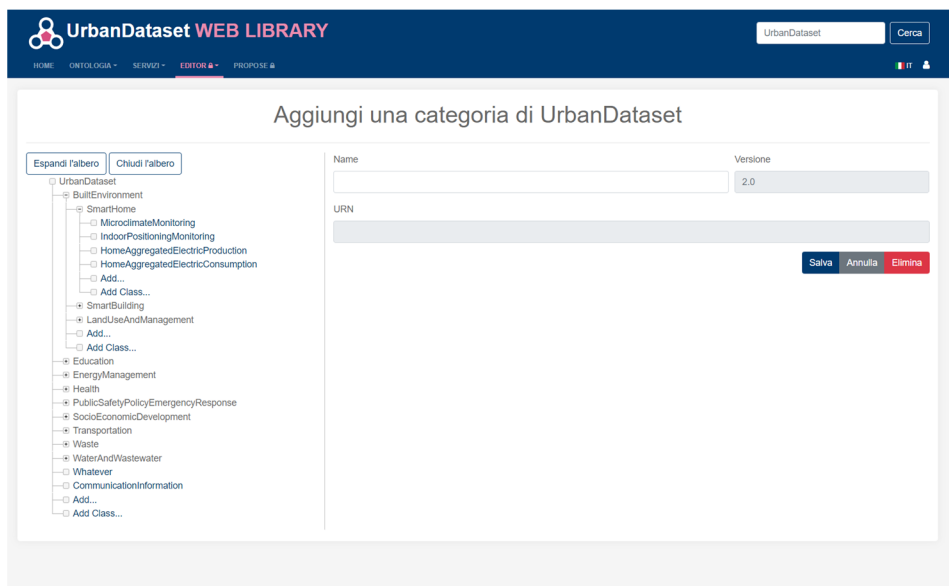 UrbanDataset WEB LIBRARY
UrbanDataset
Cerca
HOME ONTOLOGIA SERVIZI EDITOR PROPOSE
IT
Aggiungi una categoria di UrbanDataset
Espandi l'albero Chiudi l'albero
UrbanDataset
BuiltEnvironment
SmartHome
MicroclimateMonitoring
IndoorPositioningMonitoring
HomeAggregatedElectricProduction
HomeAggregatedElectricConsumption
Add...
Add Class...
SmartBuilding
LandUseAndManagement
Add...
Add Class...
Education
EnergyManagement
Health
PublicSafetyPolicyEmergencyResponse
SocioEconomicDevelopment
Transportation
Waste
WaterAndWastewater
Whatever
CommunicationInformation
Add...
Add Class...
Name Versione
2.0
URN
Salva Annulla Elimina